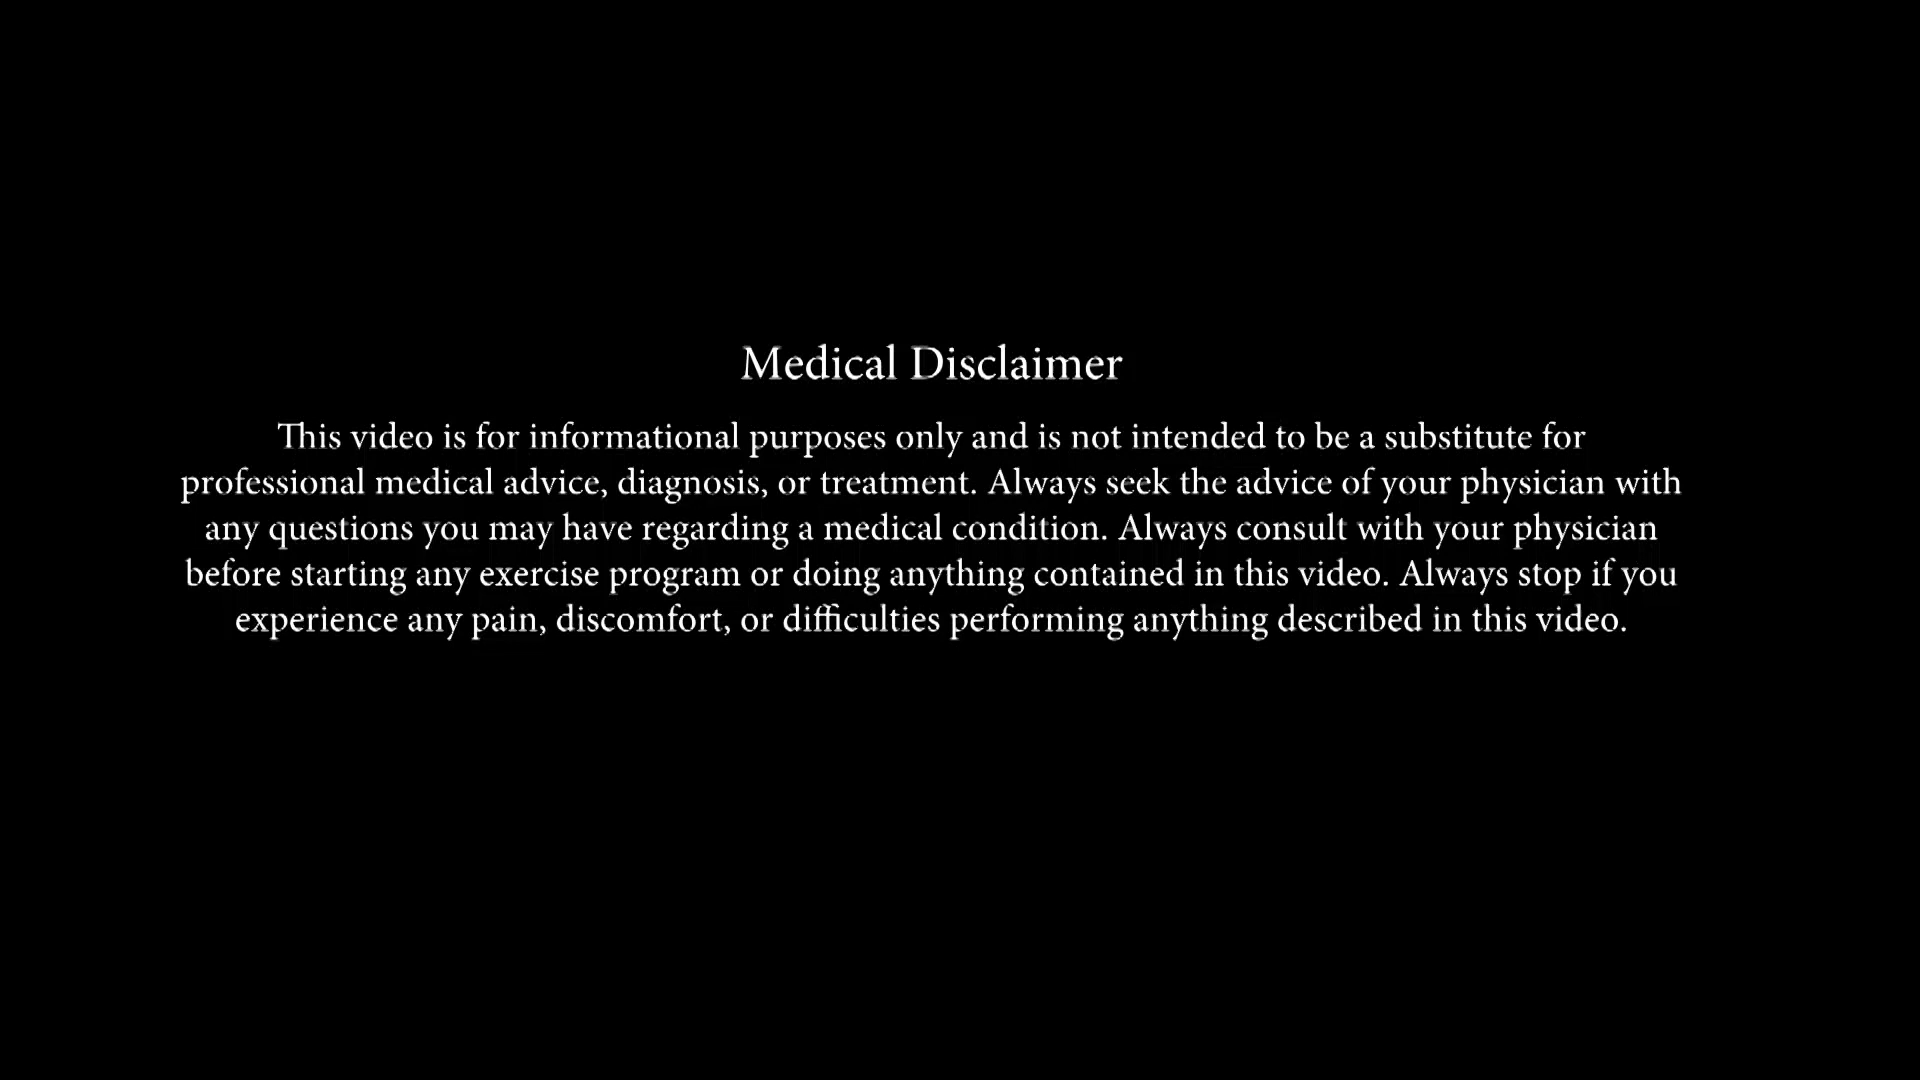 Medical Disclaimer
This video is for informational purposes only and is not intended to be a substitute for
professional medical advice, diagnosis, or treatment. Always seek the advice of your physician with
any questions you may have regarding a medical condition. Always consult with your physician
before starting any exercise program or doing anything contained in this video. Always stop if you
experience any pain, discomfort, or difficulties performing anything described in this video.